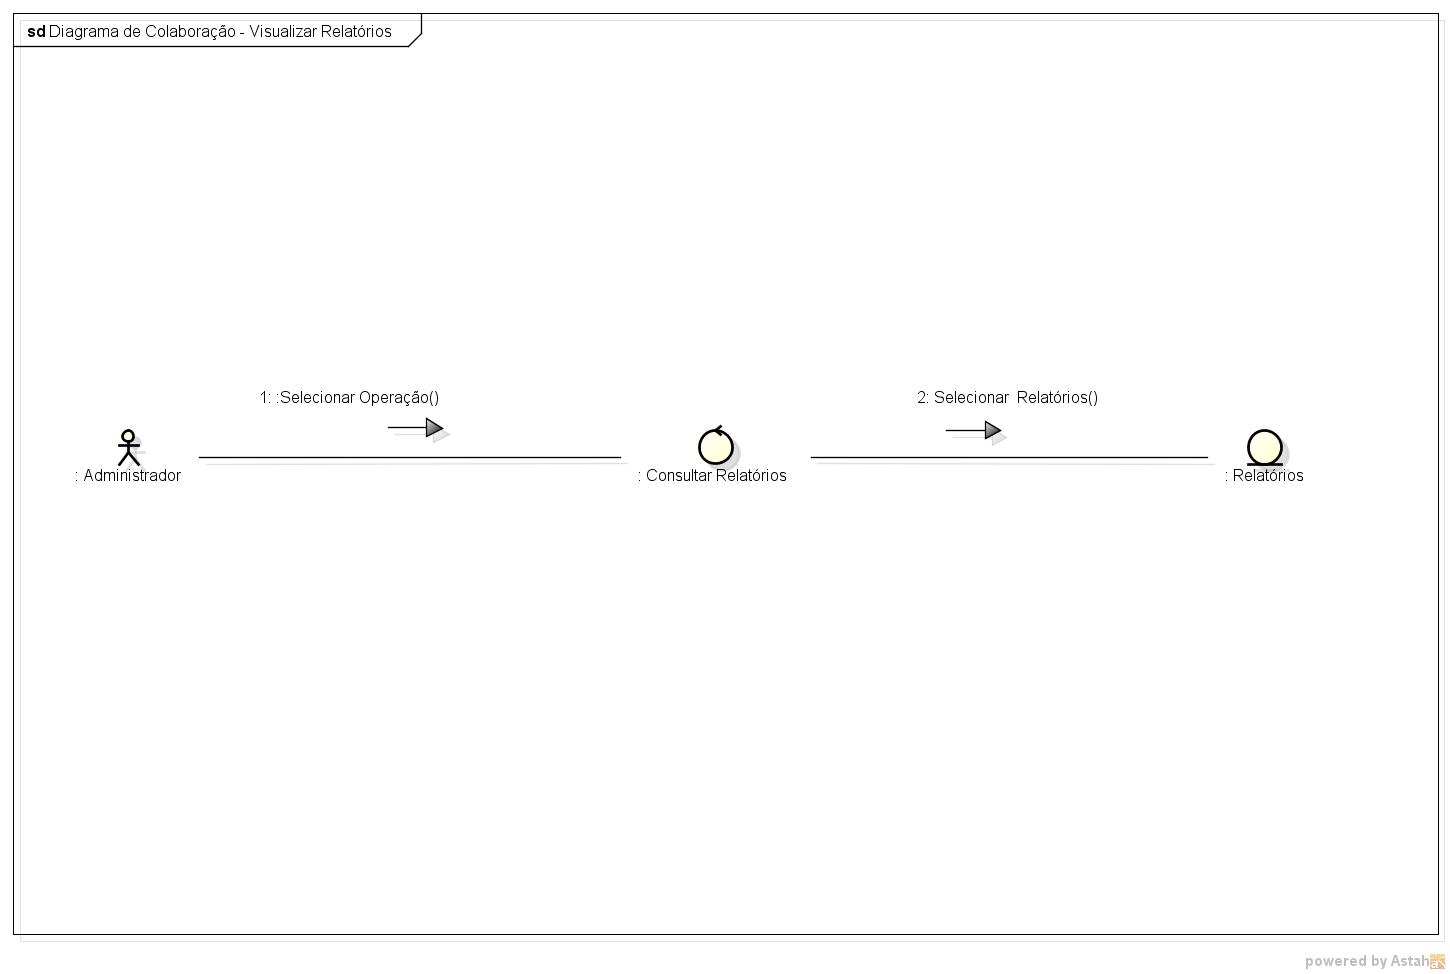 sd Diagrama de Colaboração - Visualizar Relatórios
1: :Selecionar Operação()
2: Selecionar  Relatórios()
: Administrador
: Consultar Relatórios
: Relatórios
powered by Astah